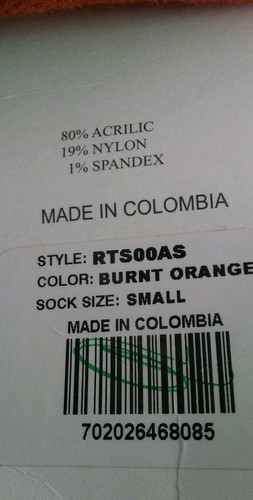 80% ACRILIC
19% NYLON
1% SPANDEX
MADE IN COLOMBIA
STYLE: RTS00AS
COLOR: BURNT ORANGE
SOCK SIZE: SMALL
MADE IN COLOMBIA
702026468085